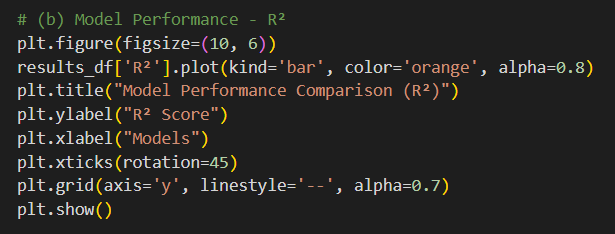 # (b) Model Performance - R²
plt.figure(figsize=(10, 6))
results_df['R²'].plot(kind='bar', color='orange', alpha=0.8)
plt.title("Model Performance Comparison (R²)")
plt.ylabel("R² Score")
plt.xlabel("Models")
plt.xticks(rotation=45)
plt.grid(axis='y', linestyle='--', alpha=0.7)
plt.show()